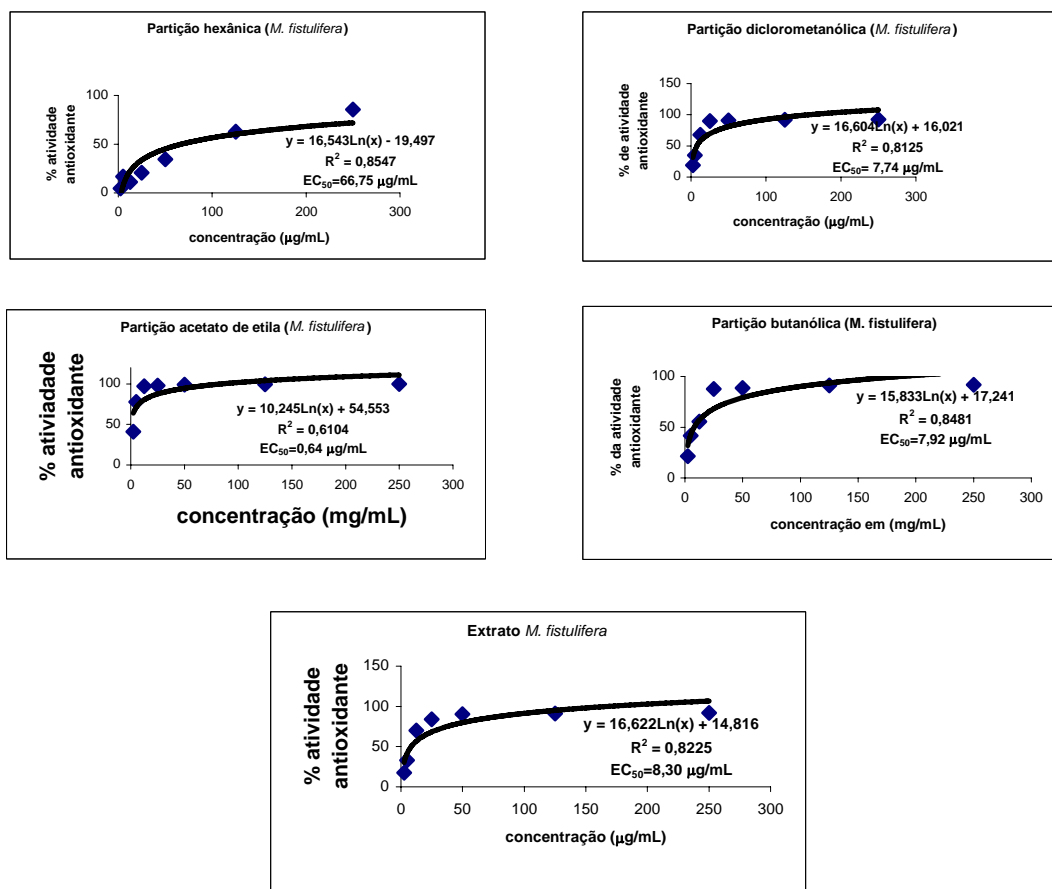 Partição hexânica (M. fistulifera)
% atividade
antioxidante
100
50
0
0 100 200 300
y = 16,543Ln(x) - 19,497
R² = 0,8547
EC₅₀=66,75 µg/mL
concentração (µg/mL)
Partição diclorometanólica (M. fistulifera)
% de atividade
antioxidante
150
100
50
0
0 50 100 150 200 250 300
y = 16,604Ln(x) + 16,021
R² = 0,8125
EC₅₀= 7,74 µg/mL
concentração (µg/mL)
Partição acetato de etila (M. fistulifera)
% ativiadade
antioxidante
100
50
0
0 50 100 150 200 250 300
y = 10,245Ln(x) + 54,553
R² = 0,6104
EC₅₀=0,64 µg/mL
concentração (mg/mL)
Partição butanólica (M. fistulifera)
% da atividade
antioxidante
100
50
0
0 50 100 150 200 250 300
y = 15,833Ln(x) + 17,241
R² = 0,8481
EC₅₀=7,92 µg/mL
concentração em (mg/mL)
Extrato M. fistulifera
% atividade
antioxidante
150
100
50
0
0 50 100 150 200 250 300
y = 16,622Ln(x) + 14,816
R² = 0,8225
EC₅₀=8,30 µg/mL
concentração (µg/mL)